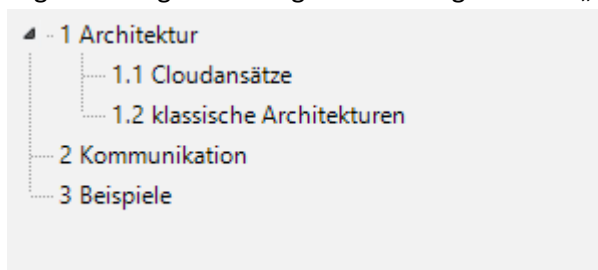 1 Architektur
1.1 Cloudansätze
1.2 klassische Architekturen
2 Kommunikation
3 Beispiele